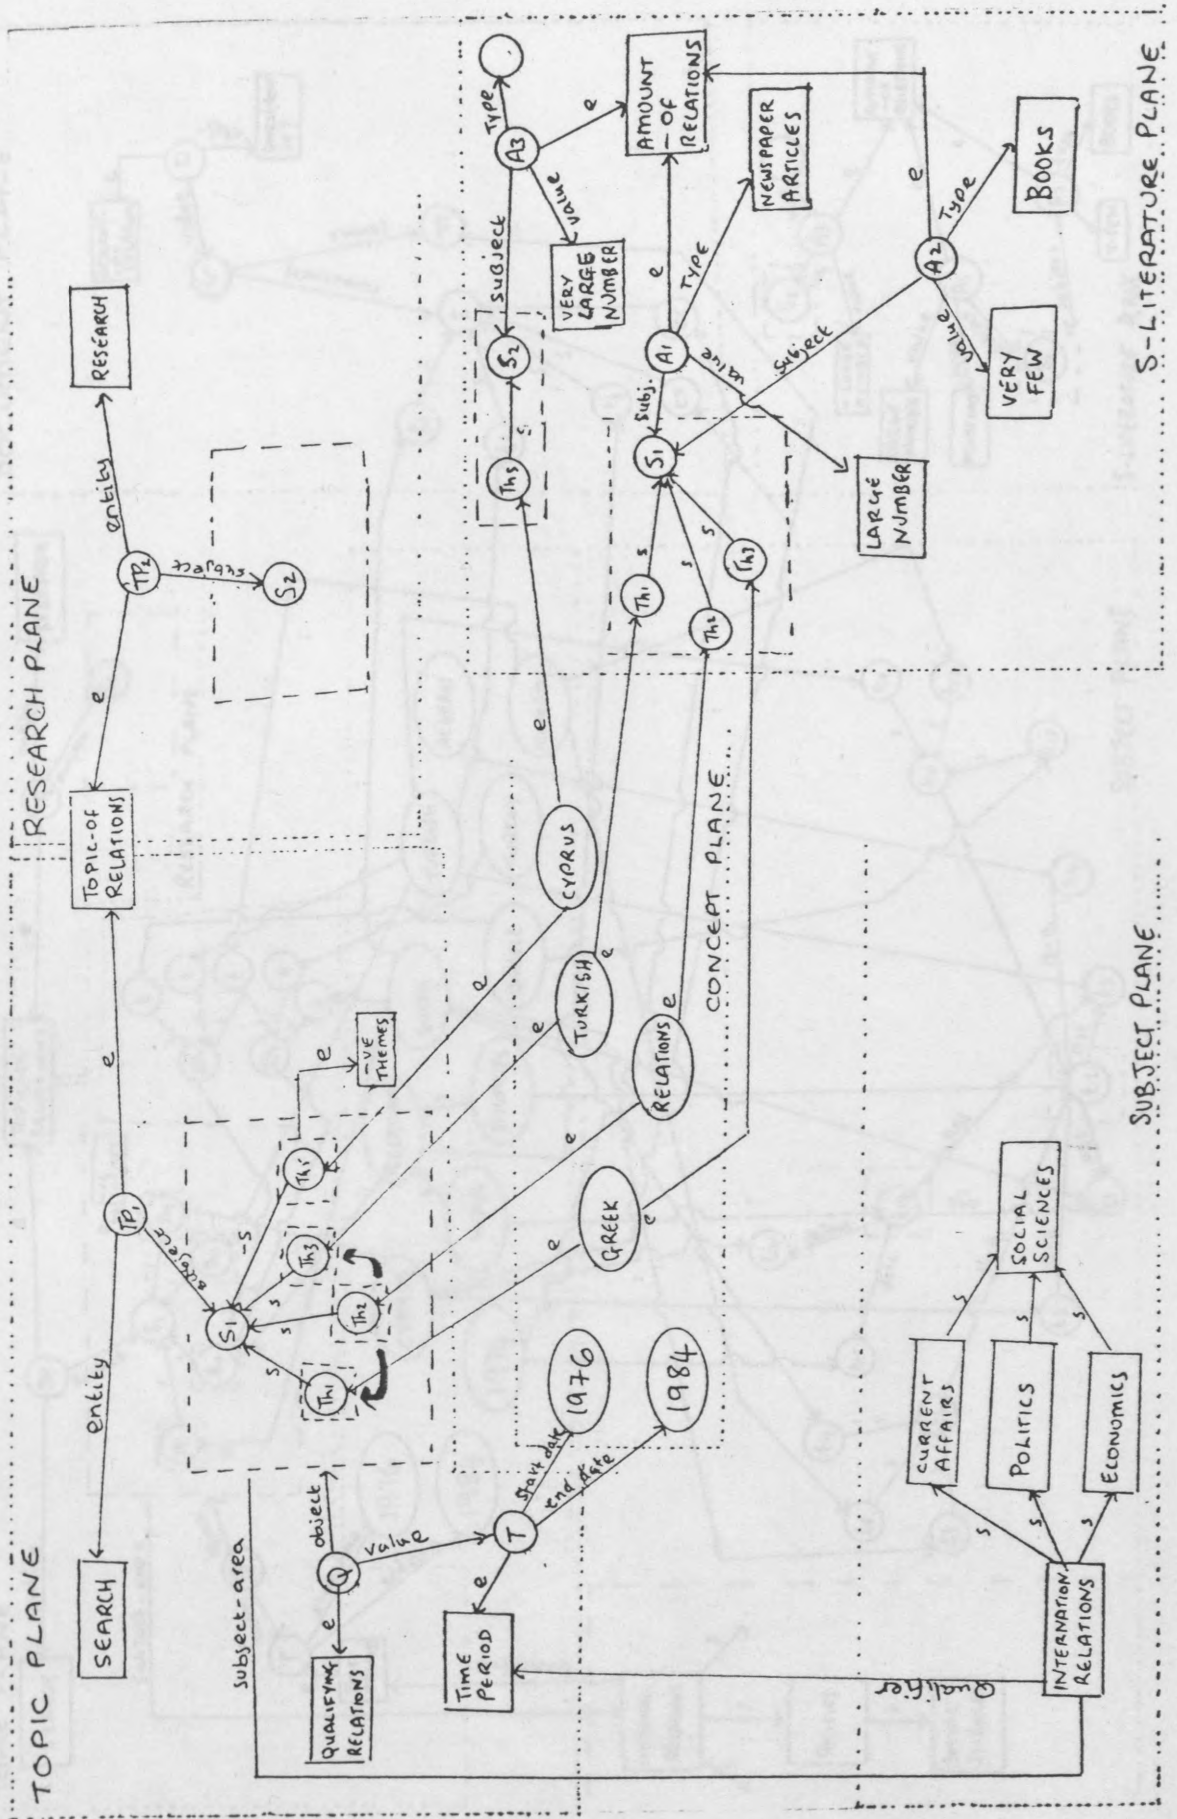 TOPIC PLANE
RESEARCH PLANE
SEARCH
entity
TP1
e
TOPIC-OF
RELATIONS
e
TP2
entity
RESEARCH
subject
S1
subject
S2
s
s
s
-S
Th1
Th2
Th3
Th5
e
-VE
THEMES
subject-area
object
Q
value
e
QUALIFYING
RELATIONS
T
e
TIME
PERIOD
start date
end date
1976
1984
e
e
e
e
GREEK
RELATIONS
TURKISH
CYPRUS
e
e
e
e
CONCEPT PLANE
Th5
s
S2
subject
A3
Type
e
value
VERY
LARGE
NUMBER
AMOUNT
-OF
RELATIONS
Th1
Th2
Th3
s
s
s
S1
Subj.
A1
e
Type
value
NEWSPAPER
ARTICLES
LARGE
NUMBER
Subject
A2
e
Type
value
BOOKS
VERY
FEW
S-LITERATURE PLANE
Qualifier
INTERNATION
RELATIONS
s
s
s
CURRENT
AFFAIRS
POLITICS
ECONOMICS
s
s
s
SOCIAL
SCIENCES
SUBJECT PLANE